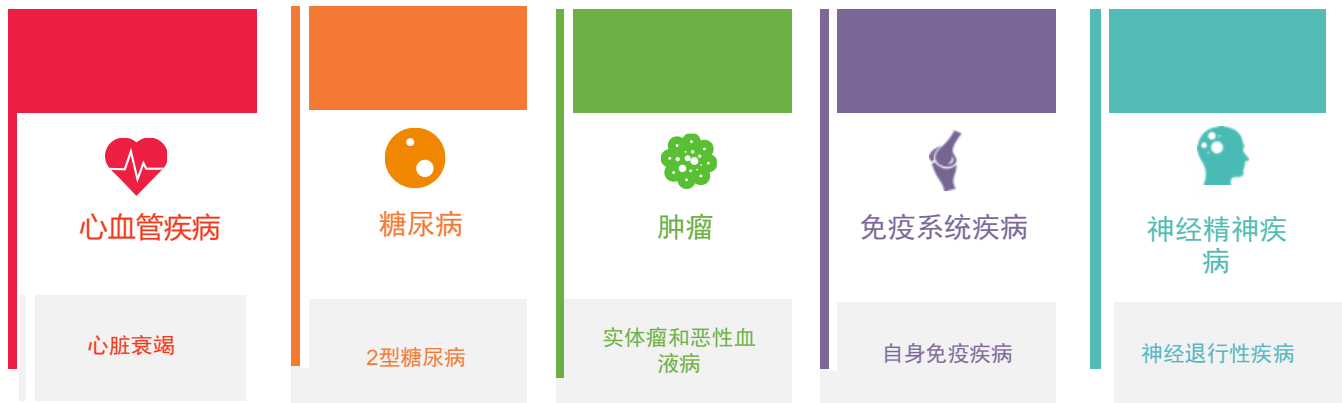 心血管疾病
糖尿病
肿瘤
免疫系统疾病
神经精神疾
病
心脏衰竭
2型糖尿病
实体瘤和恶性血
液病
自身免疫疾病
神经退行性疾病